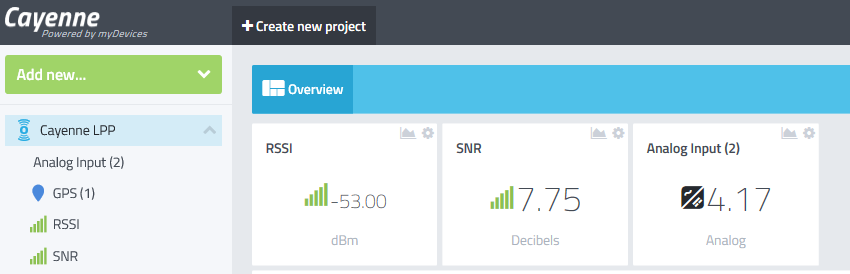 Cayenne
Powered by myDevices
Create new project
Add new...
Overview
Cayenne LPP
Analog Input (2)
GPS (1)
RSSI
SNR
RSSI
-53.00
dBm
SNR
7.75
Decibels
Analog Input (2)
4.17
Analog